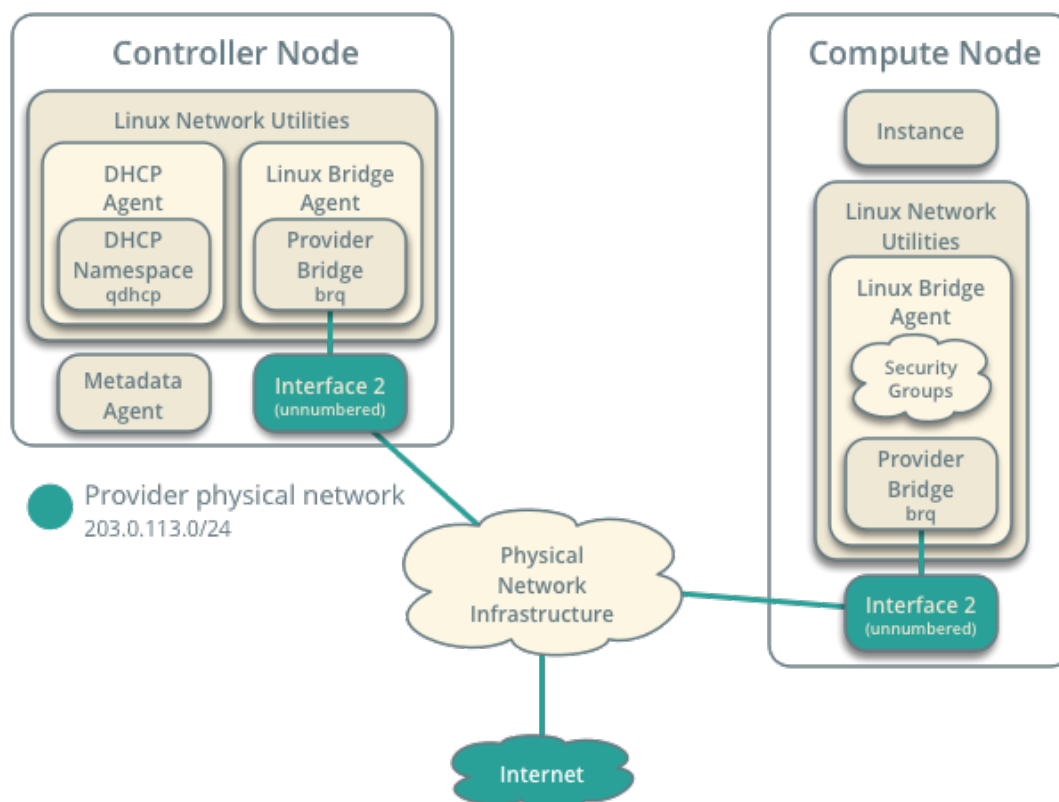 Controller Node
Linux Network Utilities
DHCP
Agent
DHCP
Namespace
qdhcp
Linux Bridge
Agent
Provider
Bridge
brq
Metadata
Agent
Interface 2
(unnumbered)
Provider physical network
203.0.113.0/24
Physical
Network
Infrastructure
Internet
Compute Node
Instance
Linux Network
Utilities
Linux Bridge
Agent
Security
Groups
Provider
Bridge
brq
Interface 2
(unnumbered)